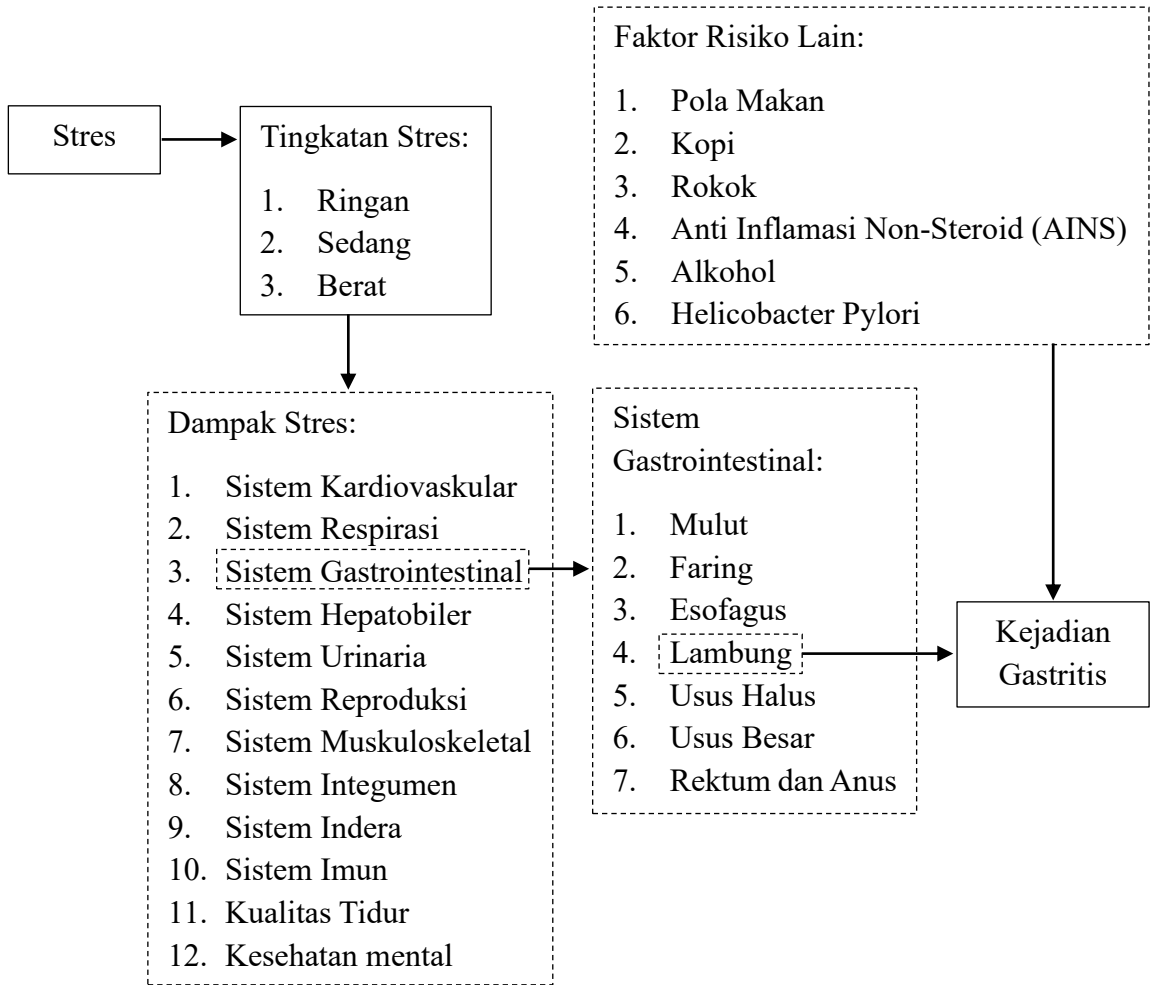 Stres
Tingkatan Stres:
1. Ringan
2. Sedang
3. Berat
Faktor Risiko Lain:
1. Pola Makan
2. Kopi
3. Rokok
4. Anti Inflamasi Non-Steroid (AINS)
5. Alkohol
6. Helicobacter Pylori
Dampak Stres:
1. Sistem Kardiovaskular
2. Sistem Respirasi
3. Sistem Gastrointestinal
4. Sistem Hepatobiler
5. Sistem Urinaria
6. Sistem Reproduksi
7. Sistem Muskuloskeletal
8. Sistem Integumen
9. Sistem Indera
10. Sistem Imun
11. Kualitas Tidur
12. Kesehatan mental
Sistem
Gastrointestinal:
1. Mulut
2. Faring
3. Esofagus
4. Lambung
5. Usus Halus
6. Usus Besar
7. Rektum dan Anus
Kejadian
Gastritis